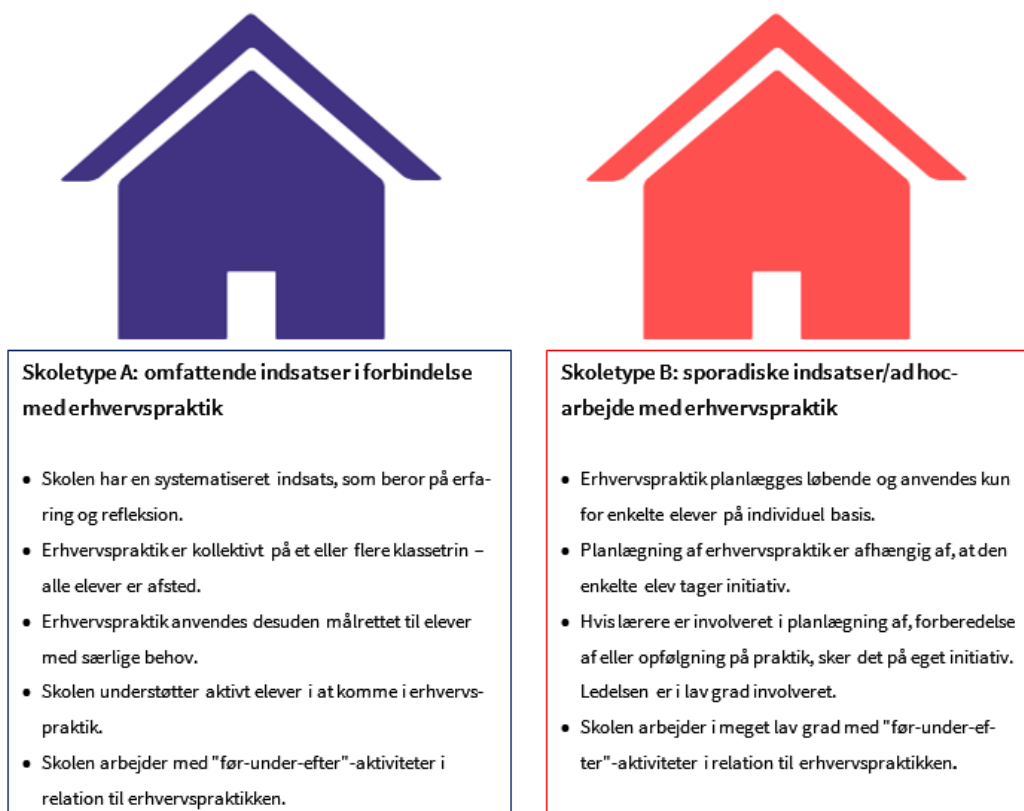 Skoletype A: omfattende indsatser i forbindelse
med erhvervspraktik
• Skolen har en systematiseret indsats, som beror på erfa-
ring og refleksion.
• Erhvervspraktik er kollektivt på et eller flere klassetrin –
alle elever er afsted.
• Erhvervspraktik anvendes desuden målrettet til elever
med særlige behov.
• Skolen understøtter aktivt elever i at komme i erhvervs-
praktik.
• Skolen arbejder med "før-under-efter"-aktiviteter i
relation til erhvervspraktikken.
Skoletype B: sporadiske indsatser/ad hoc-
arbejde med erhvervspraktik
• Erhvervspraktik planlægges løbende og anvendes kun
for enkelte elever på individuel basis.
• Planlægning af erhvervspraktik er afhængig af, at den
enkelte elev tager initiativ.
• Hvis lærere er involveret i planlægning af, forberedelse
af eller opfølgning på praktik, sker det på eget initiativ.
Ledelsen er i lav grad involveret.
• Skolen arbejder i meget lav grad med "før-under-ef-
ter"-aktiviteter i relation til erhvervspraktikken.